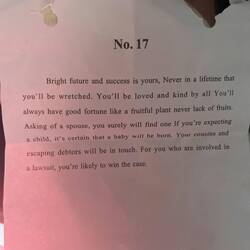 No. 17
Bright future and success is yours, Never in a lifetime that
you'll be wretched. You'll be loved and kind by all You'll
always have good fortune like a fruitful plant never lack of fruits.
Asking of a spouse, you surely will find one If you're expecting
a child, it's certain that a baby will be born. Your cousins and
escaping debtors will be in touch. For you who are involved in
a lawsuit, you're likely to win the case.